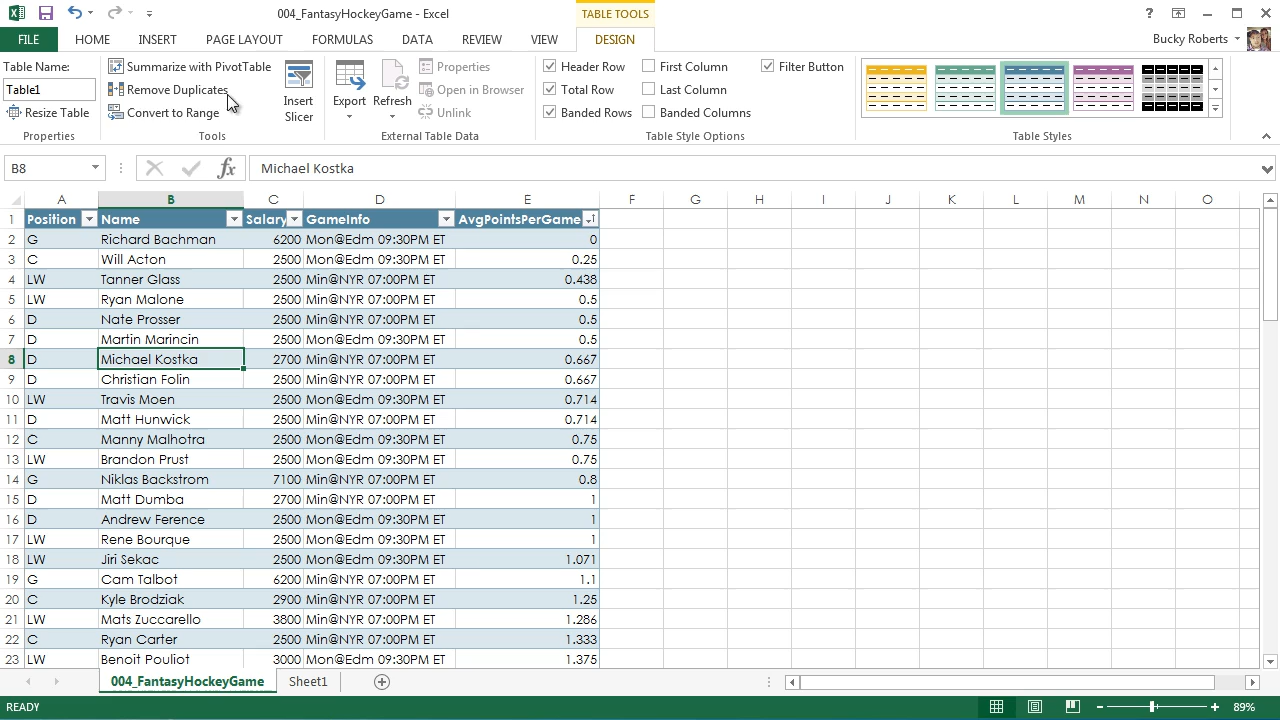 004_FantasyHockeyGame - Excel
TABLE TOOLS
?
FILE HOME INSERT PAGE LAYOUT FORMULAS DATA REVIEW VIEW DESIGN
Bucky Roberts
Table Name:
Table1
Resize Table
Properties
Summarize with PivotTable
Remove Duplicates
Convert to Range
Tools
Insert
Slicer
Export
Refresh
Properties
Open in Browser
Unlink
External Table Data
Header Row
Total Row
Banded Rows
First Column
Last Column
Banded Columns
Filter Button
Table Style Options
Table Styles
B8 fx Michael Kostka
A B C D E F G H I J K L M N O
1 Position Name Salary GameInfo AvgPointsPerGame
2 G Richard Bachman 6200 Mon@Edm 09:30PM ET 0
3 C Will Acton 2500 Mon@Edm 09:30PM ET 0.25
4 LW Tanner Glass 2500 Min@NYR 07:00PM ET 0.438
5 LW Ryan Malone 2500 Min@NYR 07:00PM ET 0.5
6 D Nate Prosser 2500 Min@NYR 07:00PM ET 0.5
7 D Martin Marincin 2500 Mon@Edm 09:30PM ET 0.5
8 D Michael Kostka 2700 Min@NYR 07:00PM ET 0.667
9 D Christian Folin 2500 Min@NYR 07:00PM ET 0.667
10 LW Travis Moen 2500 Mon@Edm 09:30PM ET 0.714
11 D Matt Hunwick 2500 Min@NYR 07:00PM ET 0.714
12 C Manny Malhotra 2500 Mon@Edm 09:30PM ET 0.75
13 LW Brandon Prust 2500 Mon@Edm 09:30PM ET 0.75
14 G Niklas Backstrom 7100 Min@NYR 07:00PM ET 0.8
15 D Matt Dumba 2700 Min@NYR 07:00PM ET 1
16 D Andrew Ference 2500 Mon@Edm 09:30PM ET 1
17 LW Rene Bourque 2500 Mon@Edm 09:30PM ET 1
18 LW Jiri Sekac 2500 Mon@Edm 09:30PM ET 1.071
19 G Cam Talbot 6200 Min@NYR 07:00PM ET 1.1
20 C Kyle Brodziak 2900 Min@NYR 07:00PM ET 1.25
21 LW Mats Zuccarello 3800 Min@NYR 07:00PM ET 1.286
22 C Ryan Carter 2500 Min@NYR 07:00PM ET 1.333
23 LW Benoit Pouliot 3000 Mon@Edm 09:30PM ET 1.375
004_FantasyHockeyGame Sheet1
READY 89%